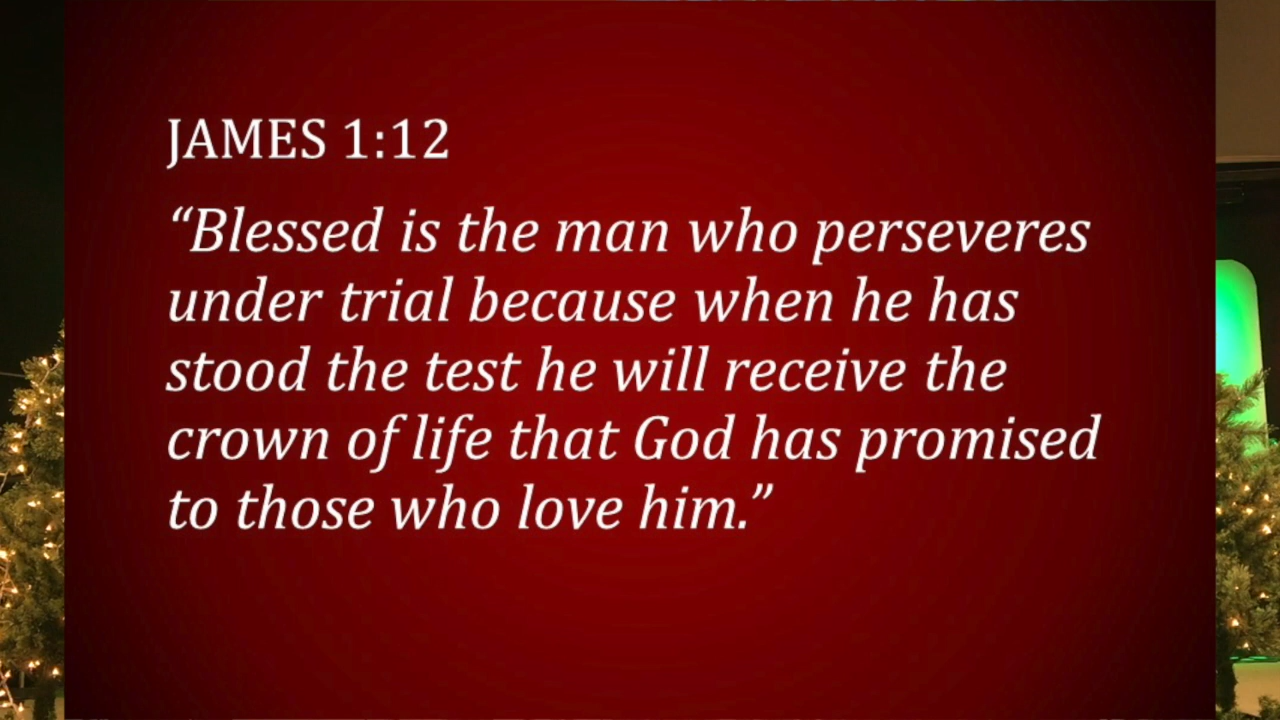 JAMES 1:12
“Blessed is the man who perseveres
under trial because when he has
stood the test he will receive the
crown of life that God has promised
to those who love him.”